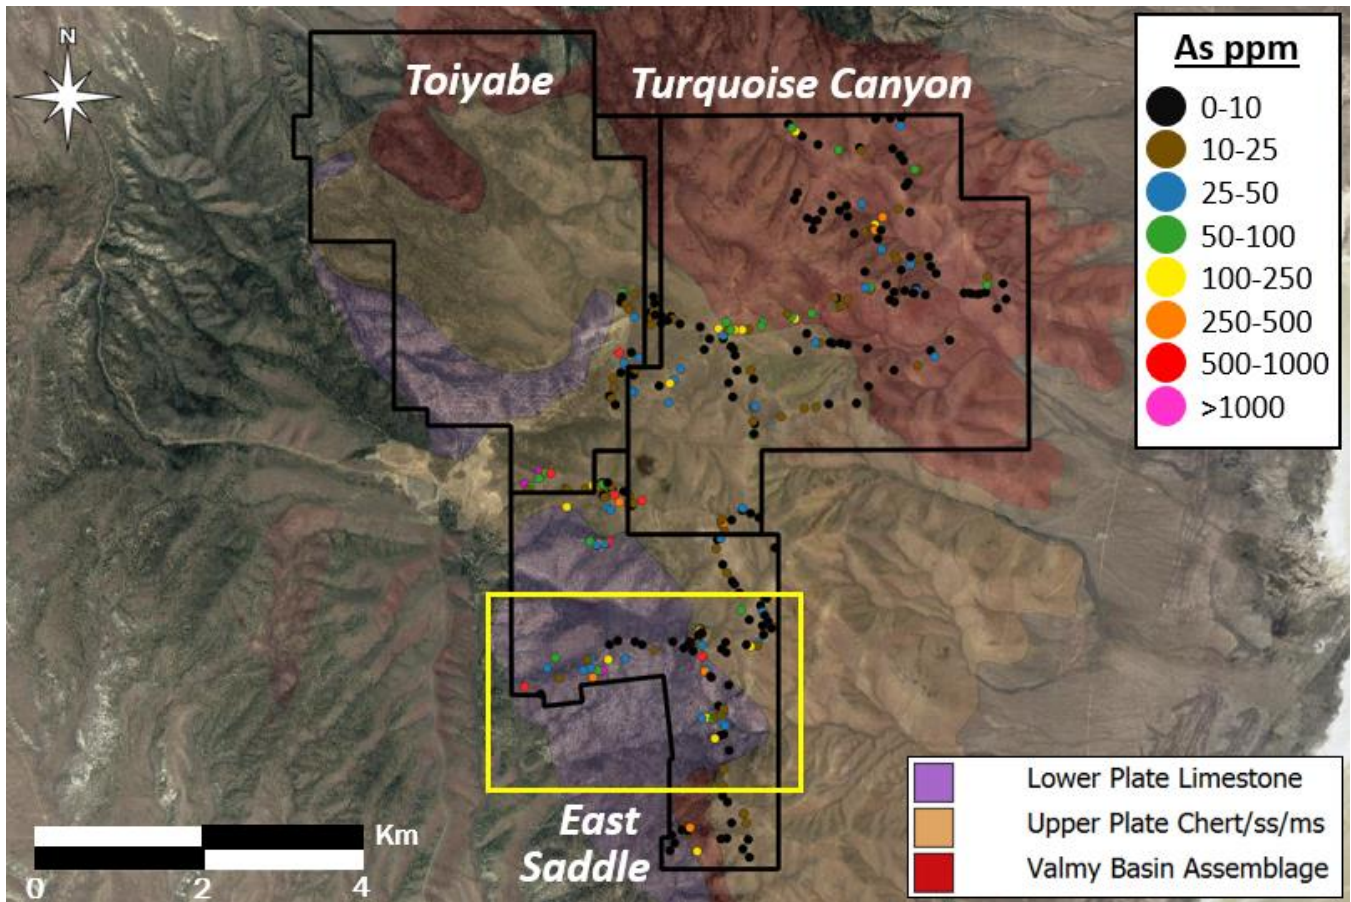 N
Toiyabe
Turquoise Canyon
As ppm
0-10
10-25
25-50
50-100
100-250
250-500
500-1000
>1000
East
Saddle
Km
0 2 4
Lower Plate Limestone
Upper Plate Chert/ss/ms
Valmy Basin Assemblage